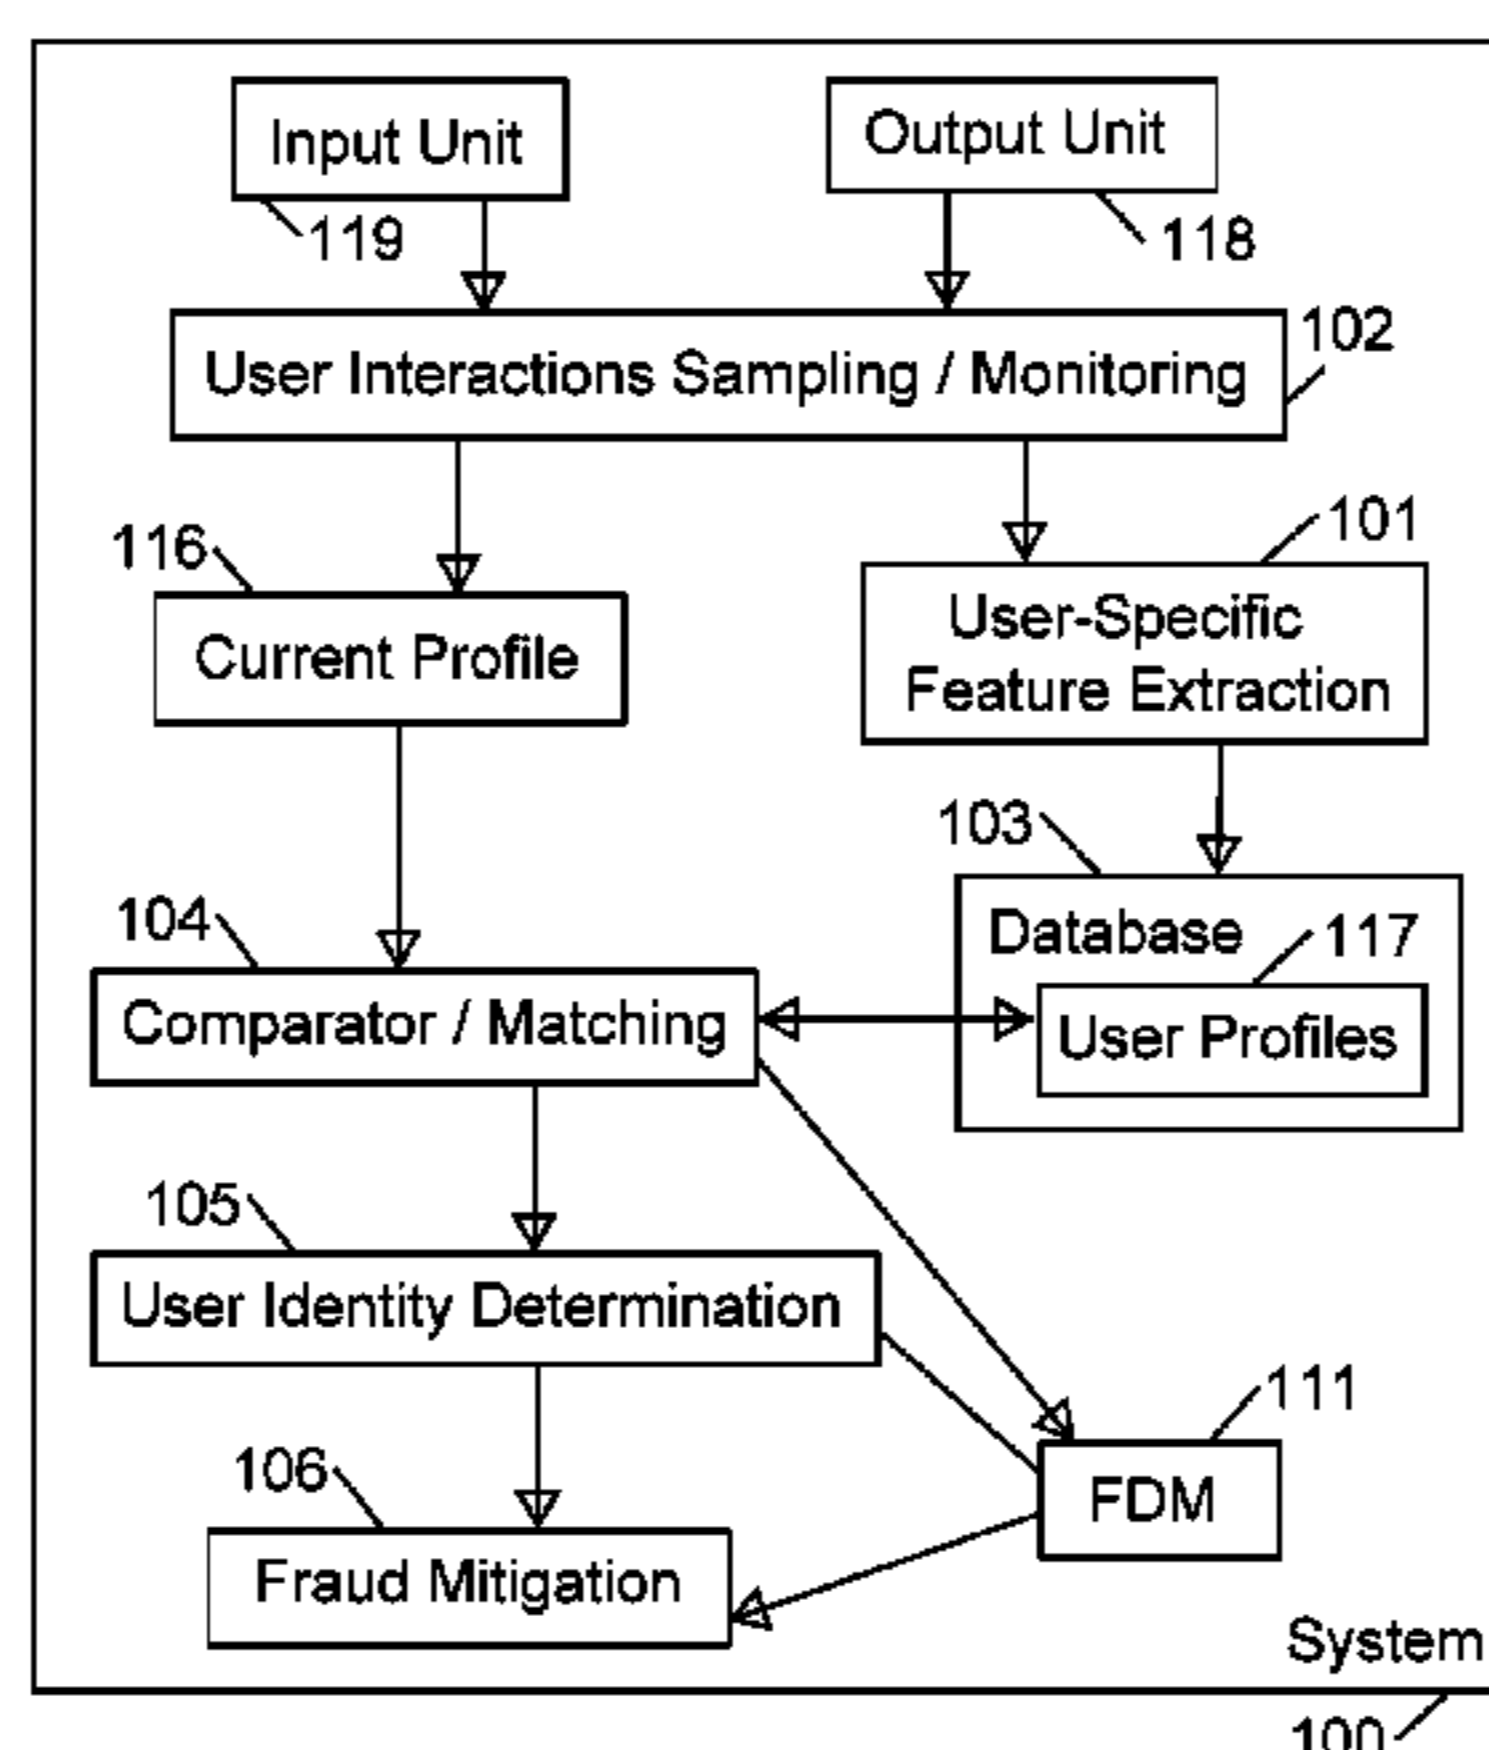 Input Unit
Output Unit
119
118
102
User Interactions Sampling / Monitoring
116
101
Current Profile
User-Specific
Feature Extraction
103
104
Database
117
Comparator / Matching
User Profiles
105
User Identity Determination
111
106
FDM
Fraud Mitigation
System
100